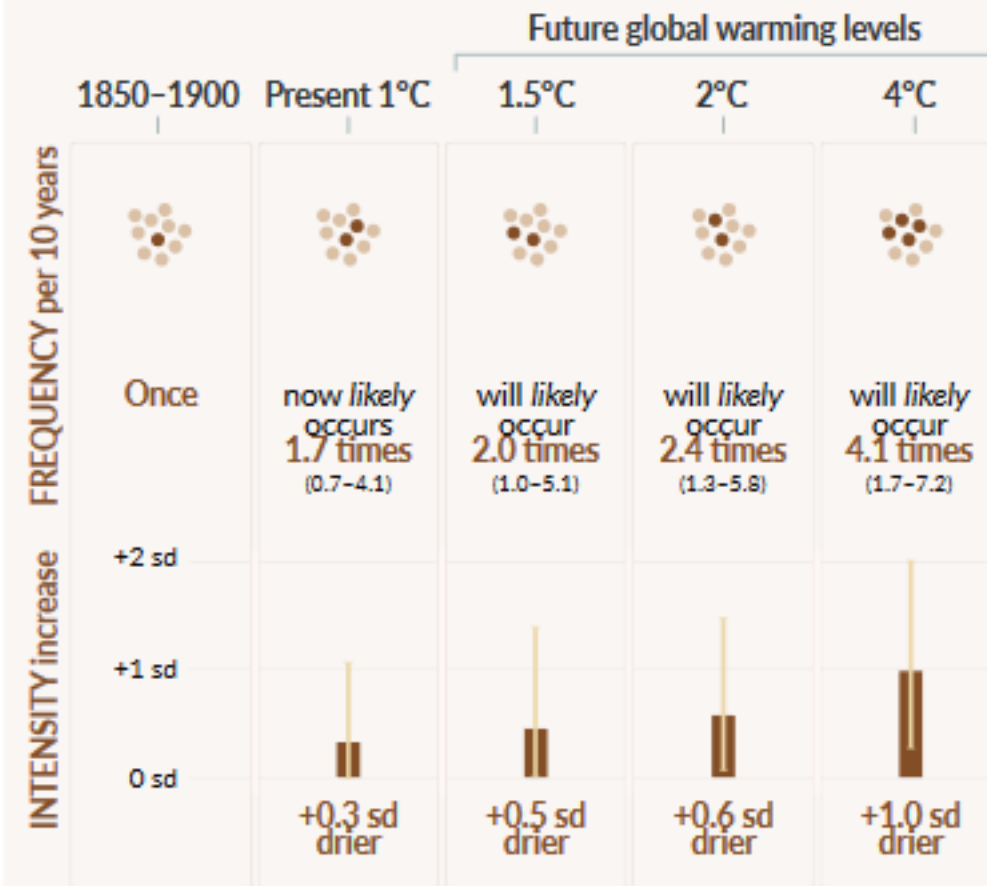 Future global warming levels
1850–1900 Present 1°C 1.5°C 2°C 4°C
FREQUENCY per 10 years
Once
now likely occurs
1.7 times
(0.7–4.1)
will likely occur
2.0 times
(1.0–5.1)
will likely occur
2.4 times
(1.3–5.8)
will likely occur
4.1 times
(1.7–7.2)
INTENSITY increase
+2 sd
+1 sd
0 sd
+0.3 sd
drier
+0.5 sd
drier
+0.6 sd
drier
+1.0 sd
drier